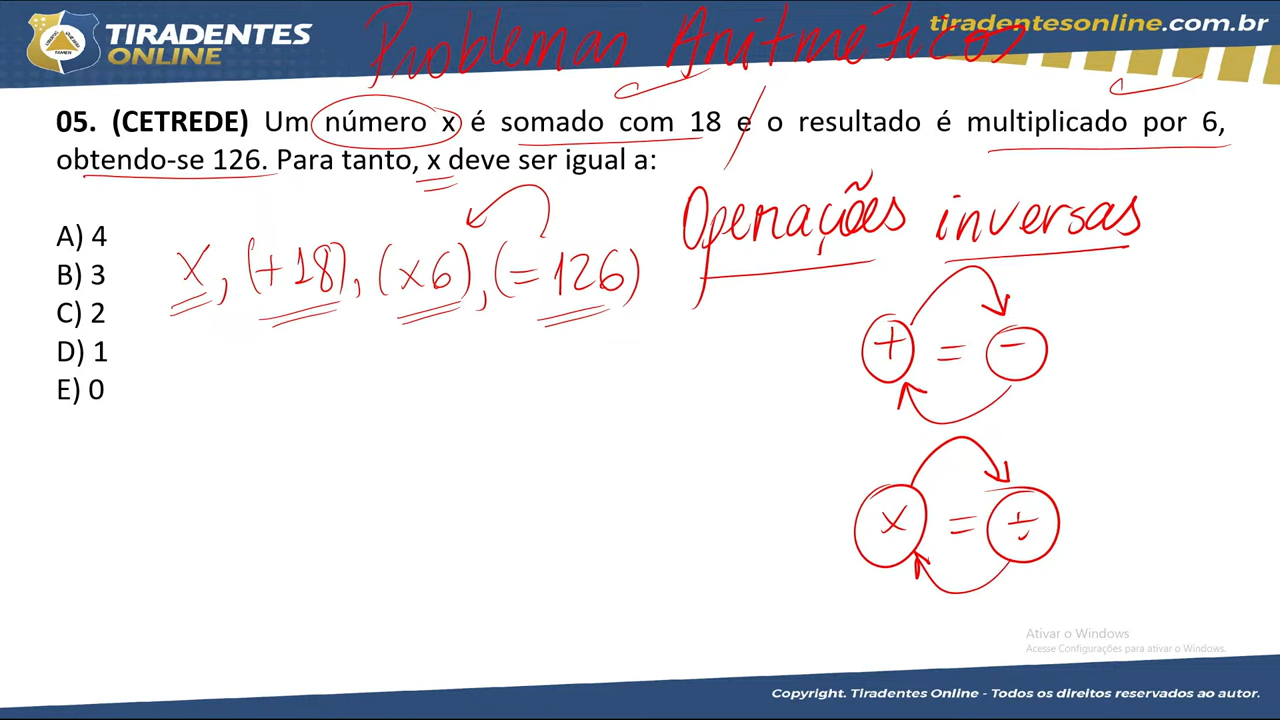 Problemas Aritméticos
TIRADENTES
ONLINE
tiradentesonline.com.br
05. (CETREDE) Um número x é somado com 18 e o resultado é multiplicado por 6,
obtendo-se 126. Para tanto, x deve ser igual a:
A) 4
B) 3
C) 2
D) 1
E) 0
x, (+18), (x6), (= 126)
Operações inversas
+ = -
x = ÷
Ativar o Windows
Acesse Configurações para ativar o Windows.
Copyright. Tiradentes Online - Todos os direitos reservados ao autor.